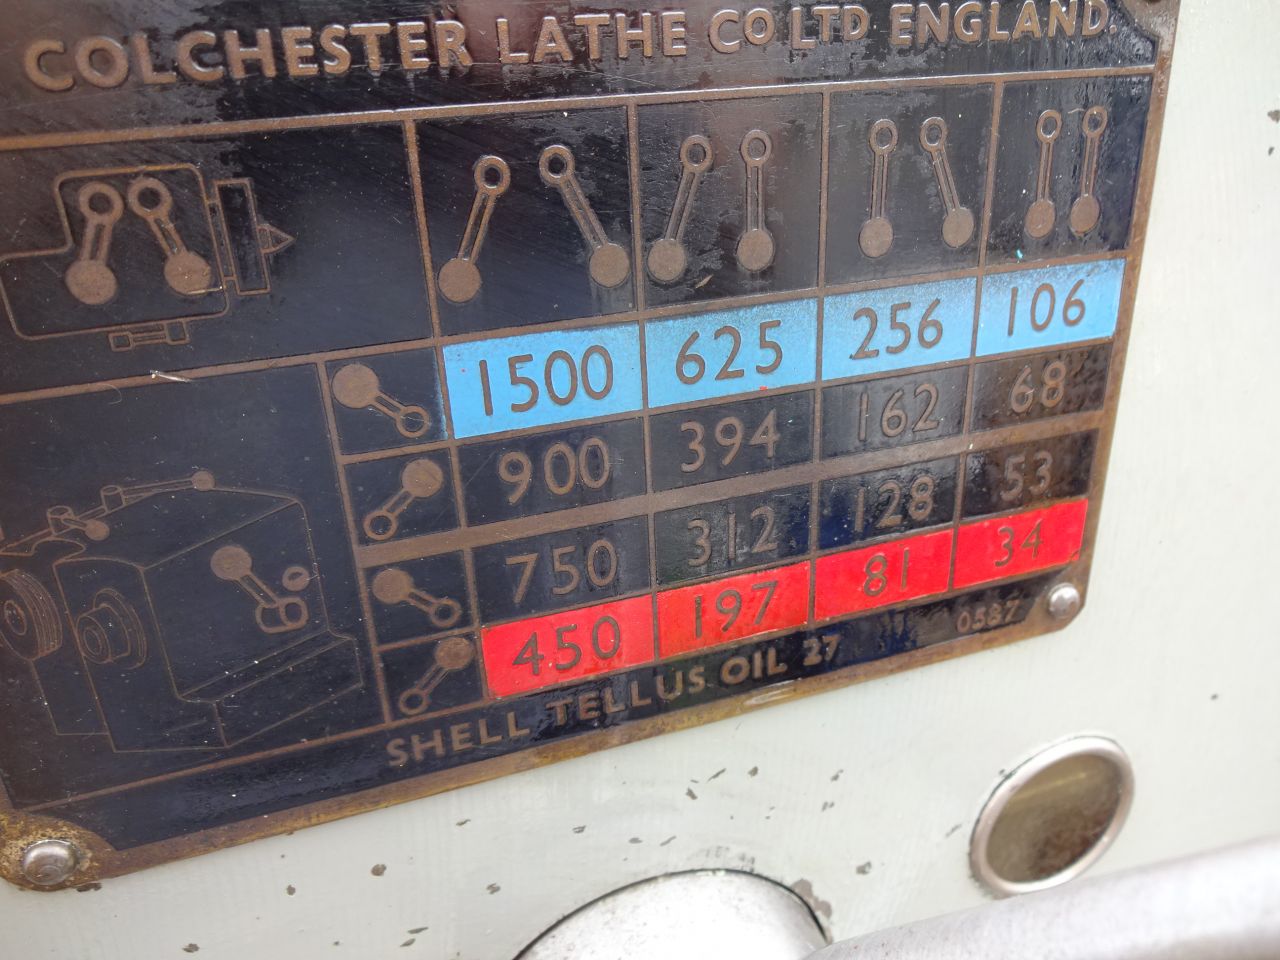 COLCHESTER LATHE CO LTD ENGLAND.
1500 625 256 106
900 394 162 68
750 312 128 53
450 197 81 34
SHELL TELLUS OIL 27 0587